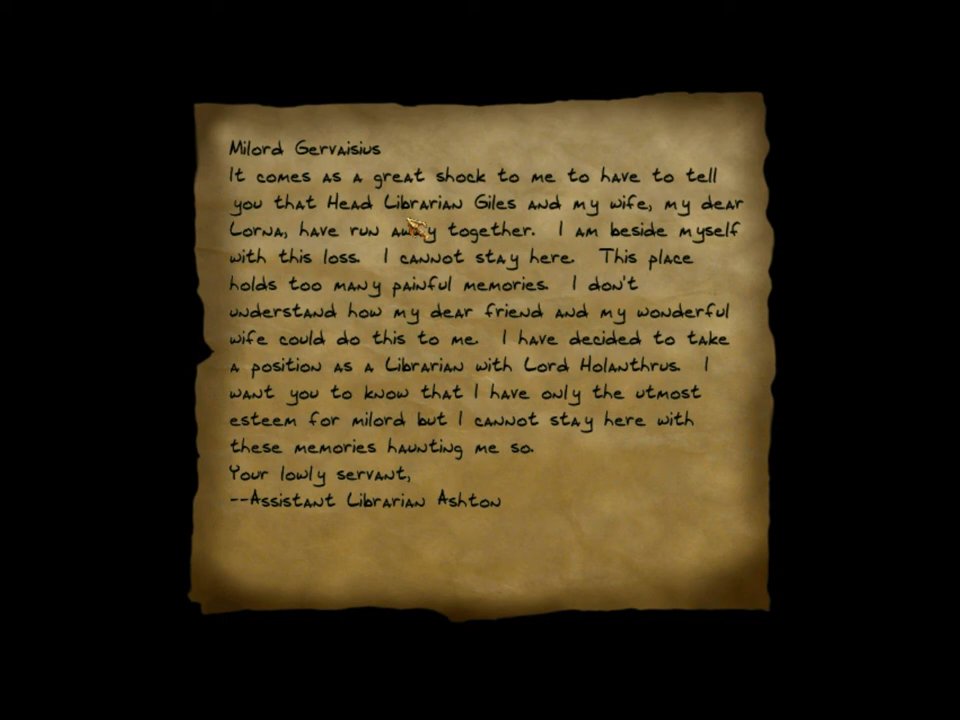 Milord Gervaisius
It comes as a great shock to me to have to tell
you that Head Librarian Giles and my wife, my dear
Lorna, have run away together. I am beside myself
with this loss. I cannot stay here. This place
holds too many painful memories. I don't
understand how my dear friend and my wonderful
wife could do this to me. I have decided to take
a position as a Librarian with Lord Holanthrus. I
want you to know that I have only the utmost
esteem for milord but I cannot stay here with
these memories haunting me so.
Your lowly servant,
--Assistant Librarian Ashton